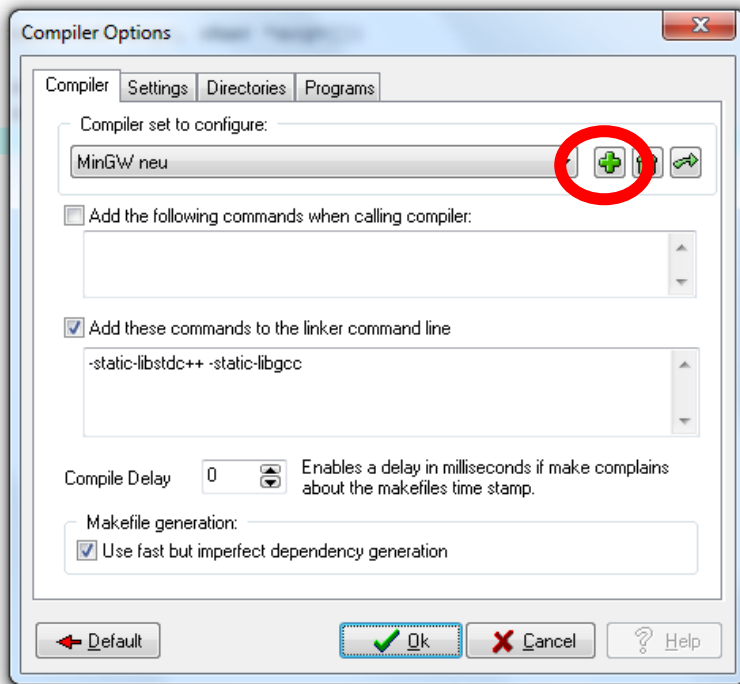 Compiler Options
Compiler Settings Directories Programs
Compiler set to configure:
MinGW neu
Add the following commands when calling compiler:
Add these commands to the linker command line
-static-libstdc++ -static-libgcc
Compile Delay 0 Enables a delay in milliseconds if make complains
about the makefiles time stamp.
Makefile generation:
Use fast but imperfect dependency generation
Default Ok Cancel Help